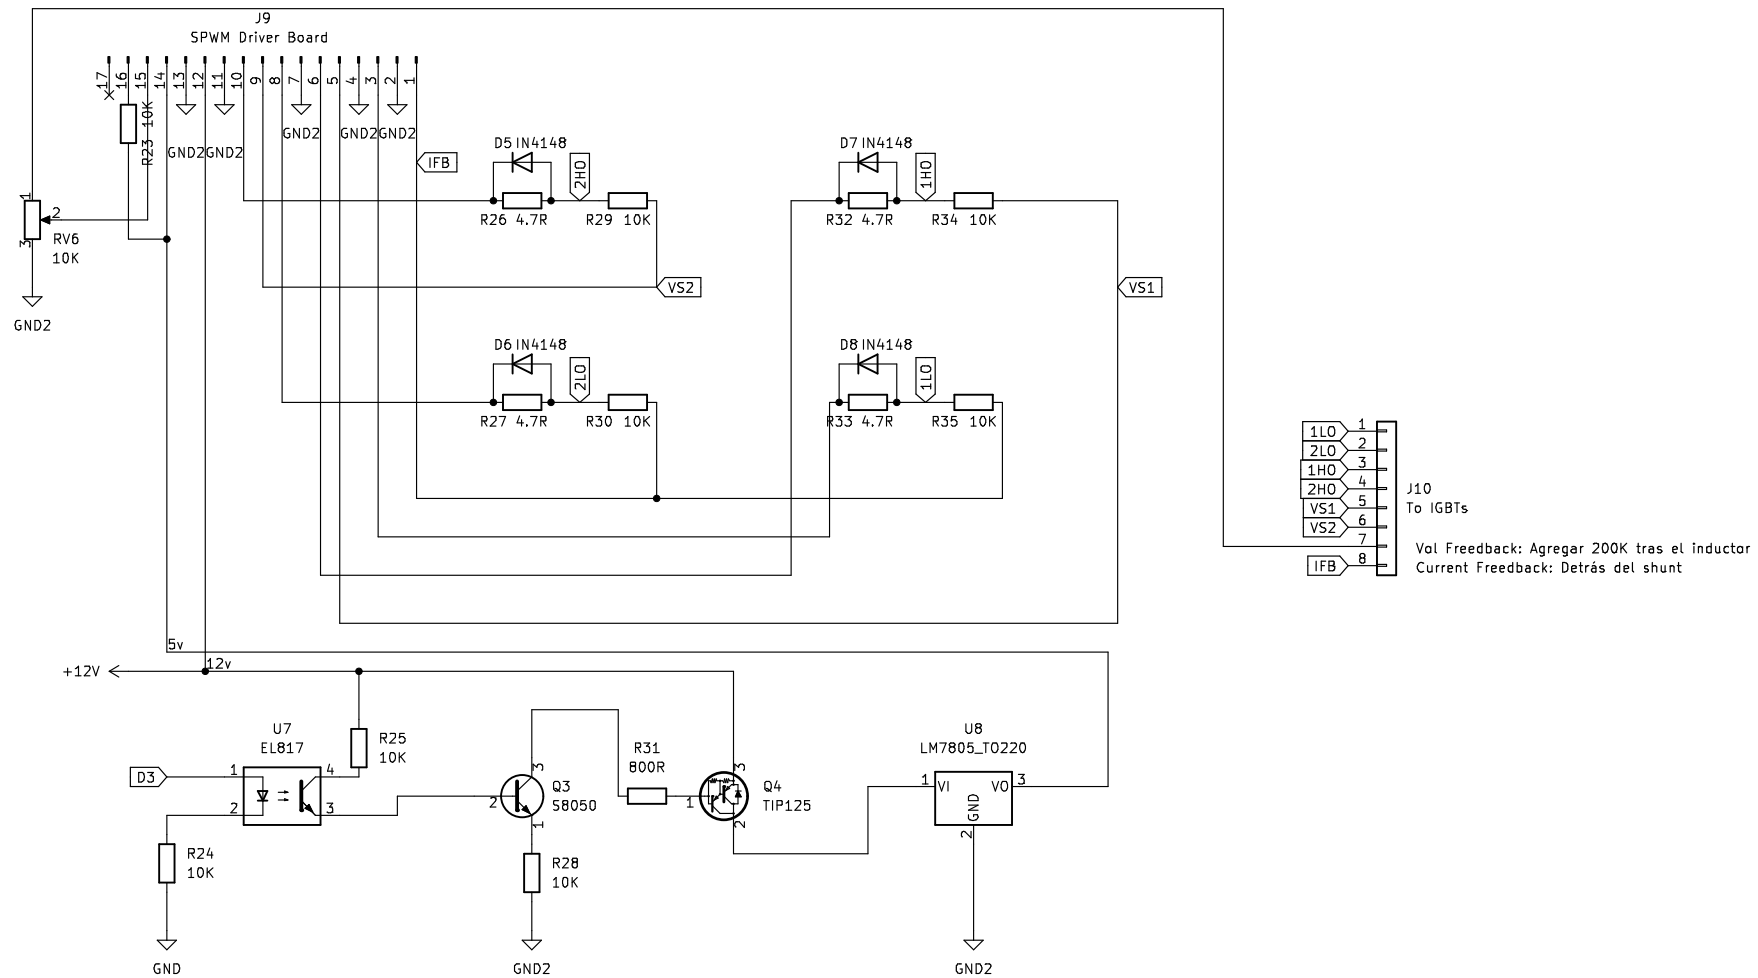 J9
SPWM Driver Board
17 16 15 14 13 12 11 10 9 8 7 6 5 4 3 2 1
R23 10K
GND2 GND2 GND2 GND2 GND2
IFB
1
2
3
RV6
10K
GND2
D5 IN4148
2HO
R26 4.7R
R29 10K
D7 IN4148
1HO
R32 4.7R
R34 10K
VS2
VS1
D6 IN4148
2LO
R27 4.7R
R30 10K
D8 IN4148
1LO
R33 4.7R
R35 10K
1LO 1
2LO 2
1HO 3
2HO 4
VS1 5
VS2 6
7
IFB 8
J10
To IGBTs
Vol Freedback: Agregar 200K tras el inductor
Current Freedback: Detrás del shunt
5v
+12V
12v
U7
EL817
D3
1
2
4
3
R25
10K
R24
10K
GND
3
2
1
Q3
S8050
R28
10K
GND2
R31
800R
1
3
2
Q4
TIP125
U8
LM7805_TO220
1 VI
VO 3
GND
2
GND2